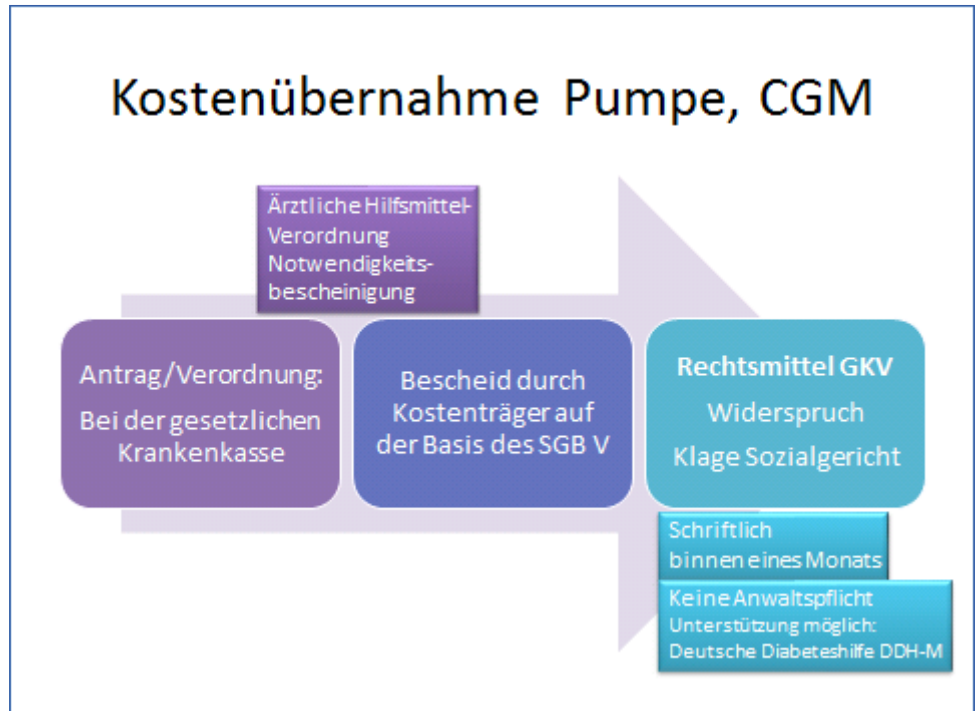 Kostenübernahme Pumpe, CGM
Ärztliche Hilfsmittel-
Verordnung
Notwendigkeits-
bescheinigung
Antrag/Verordnung:
Bei der gesetzlichen
Krankenkasse
Bescheid durch
Kostenträger auf
der Basis des SGB V
Rechtsmittel GKV
Widerspruch
Klage Sozialgericht
Schriftlich
binnen eines Monats
Keine Anwaltspflicht
Unterstützung möglich:
Deutsche Diabeteshilfe DDH-M